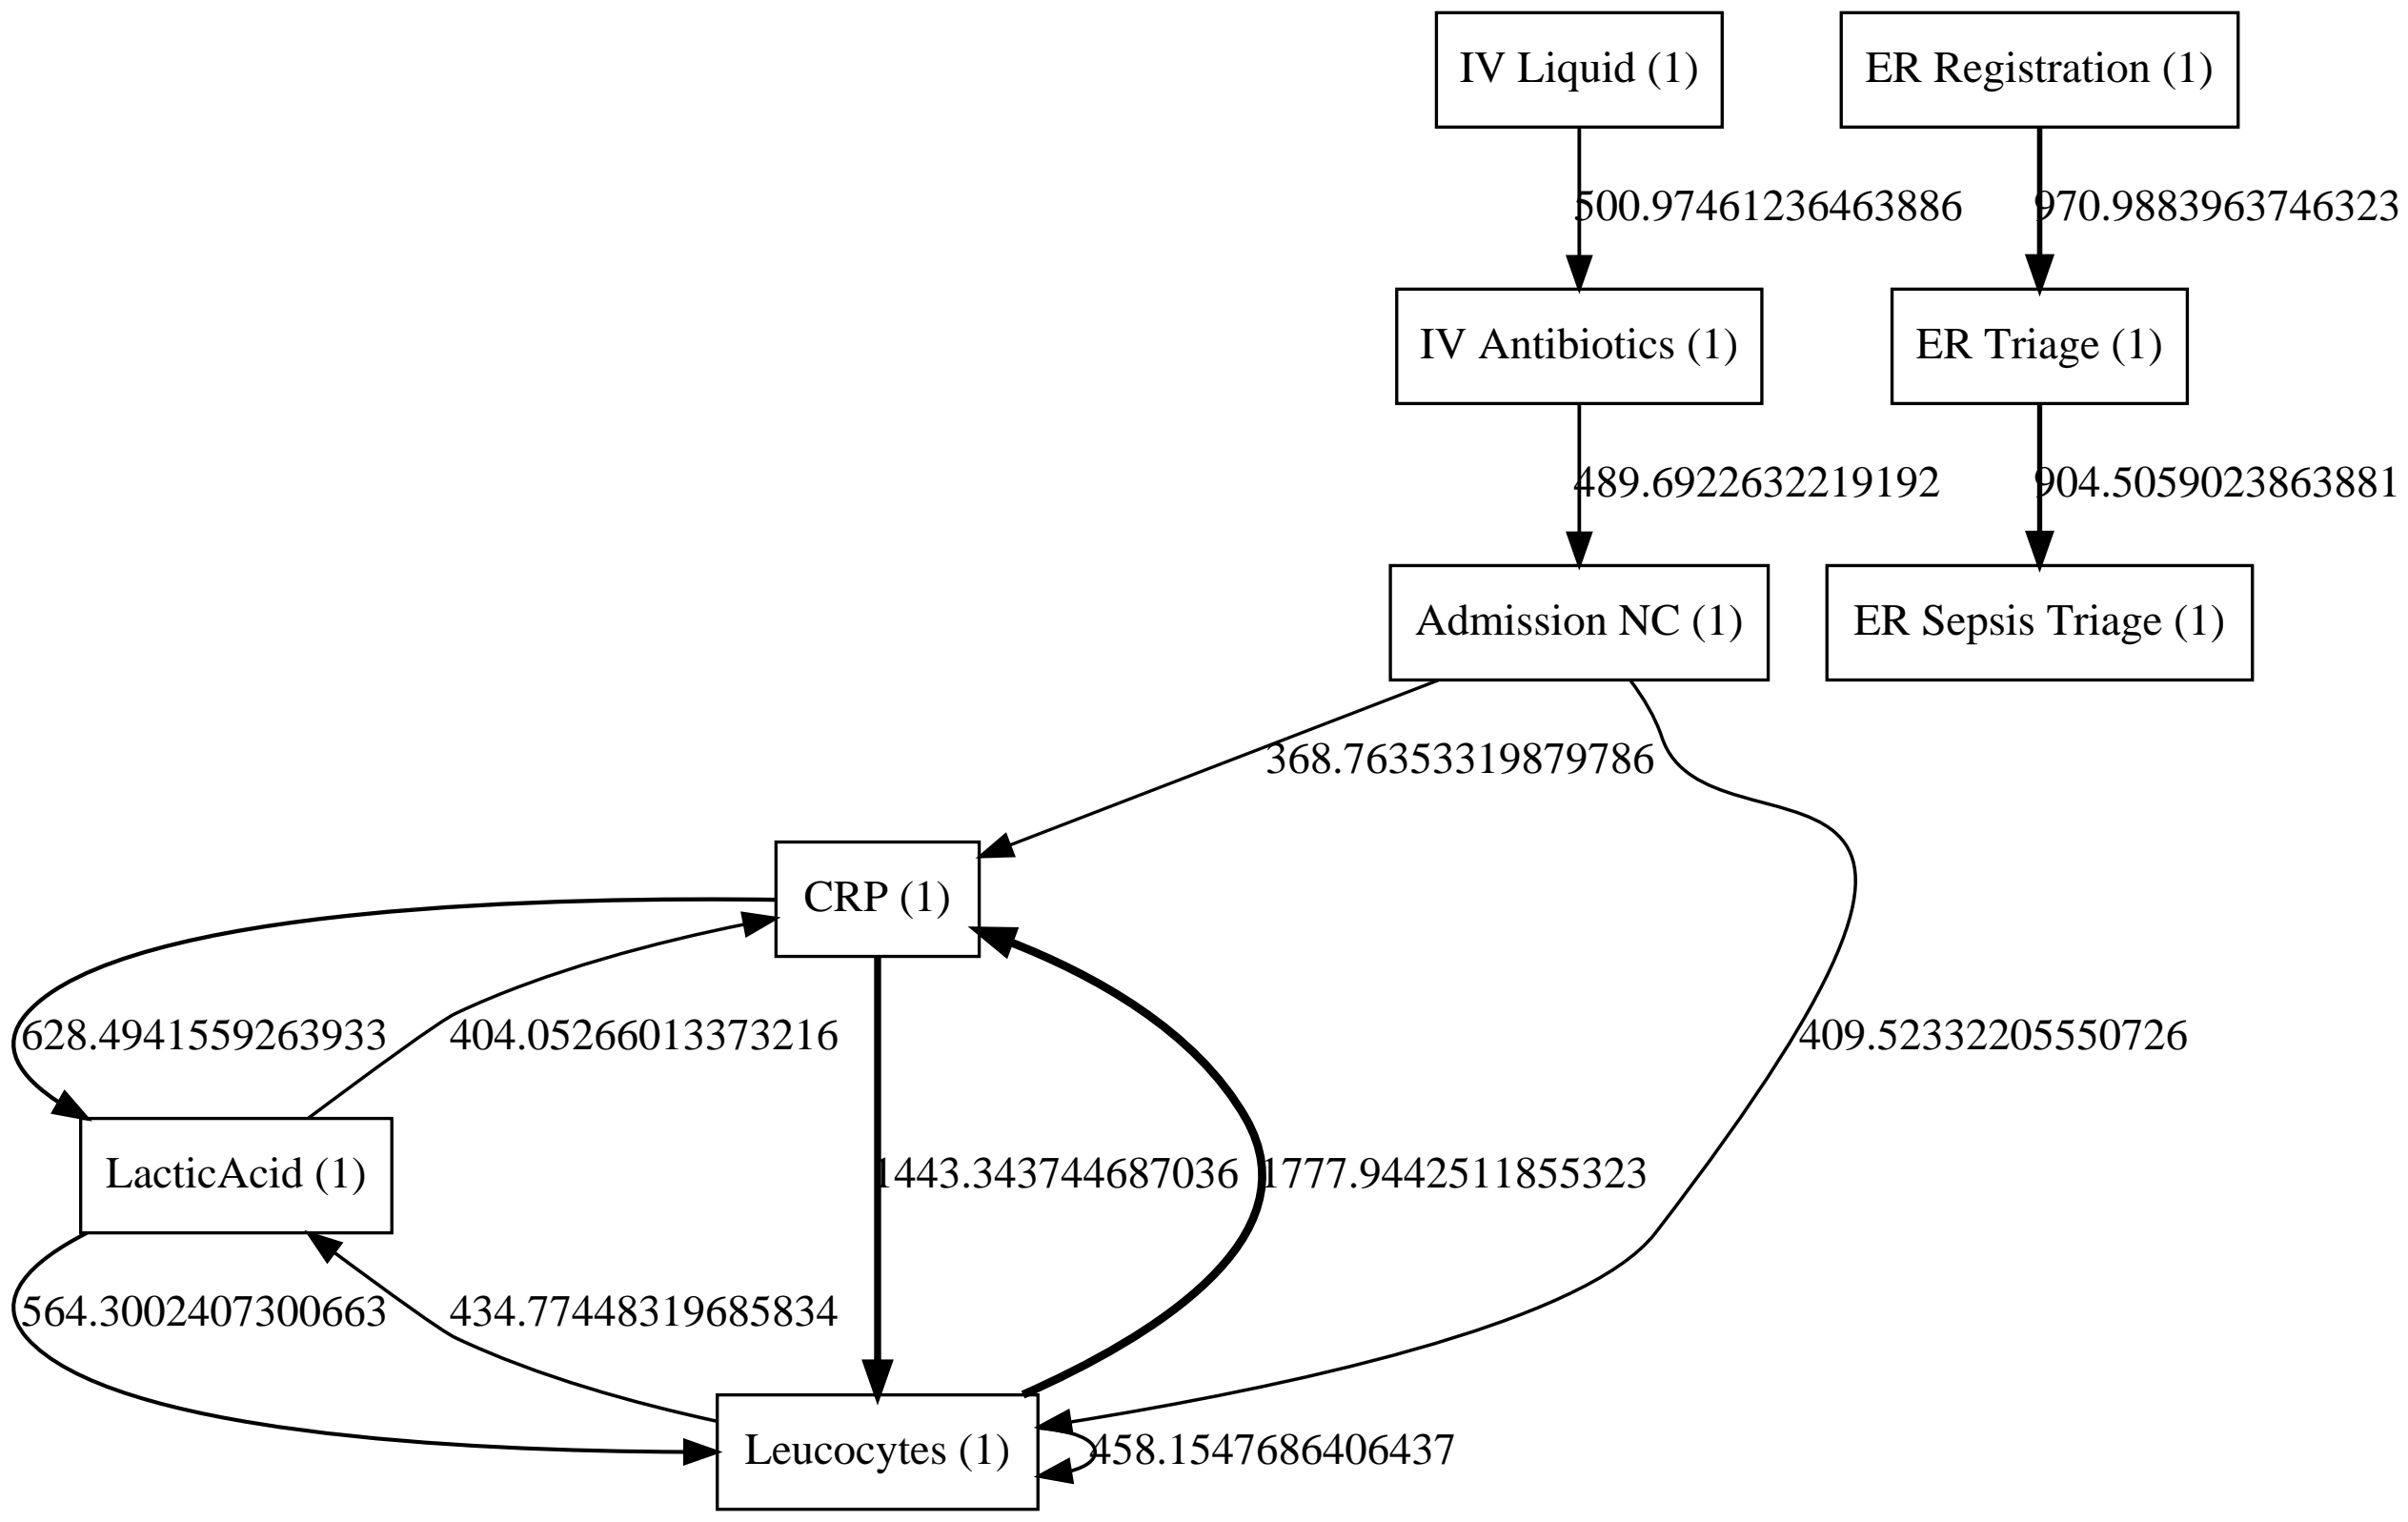 IV Liquid (1)
ER Registration (1)
500.97461236463886
970.9883963746323
IV Antibiotics (1)
ER Triage (1)
489.6922632219192
904.5059023863881
Admission NC (1)
ER Sepsis Triage (1)
368.76353319879786
CRP (1)
628.4941559263933
404.05266013373216
409.52332205550726
LacticAcid (1)
1443.343744687036
1777.9442511855323
564.3002407300663
434.77448319685834
Leucocytes (1)
458.1547686406437